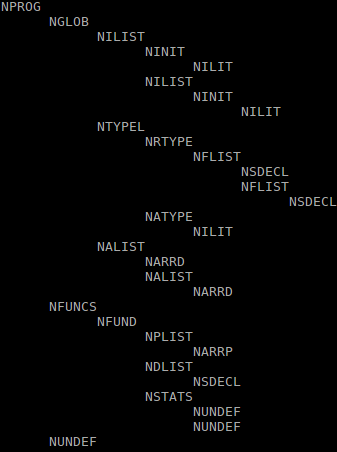 NPROG
NGLOB
NILIST
NINIT
NILIT
NILIST
NINIT
NILIT
NTYPEL
NRTYPE
NFLIST
NSDECL
NFLIST
NSDECL
NATYPE
NILIT
NALIST
NARRD
NALIST
NARRD
NFUNCS
NFUND
NPLIST
NARRP
NDLIST
NSDECL
NSTATS
NUNDEF
NUNDEF
NUNDEF